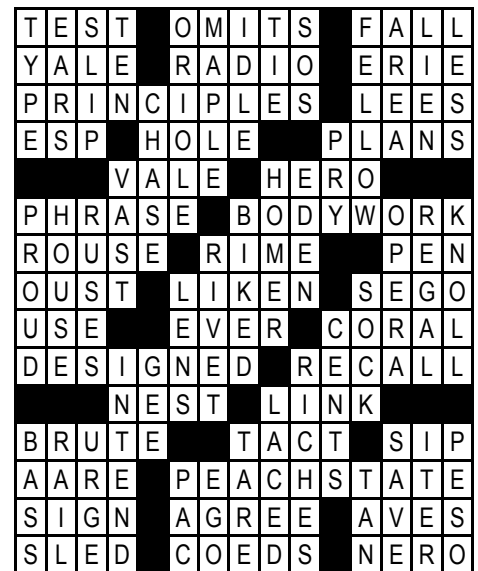 TEST OMITS FALL
YALE RADIO ERIE
PRINCIPLES LEES
ESP HOLE PLANS
VALE HERO
PHRASE BODYWORK
ROUSE RIME PEN
OUST LIKEN SEGO
USE EVER CORAL
DESIGNED RECALL
NEST LINK
BRUTE TACT SIP
AARE PEACHSTATE
SIGN AGREE AVES
SLED COEDS NERO